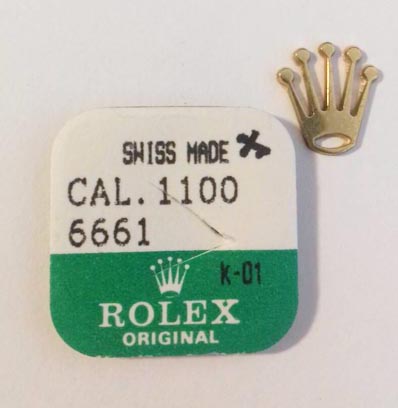 SWISS MADE
CAL. 1100
6661
K-01
ROLEX
ORIGINAL